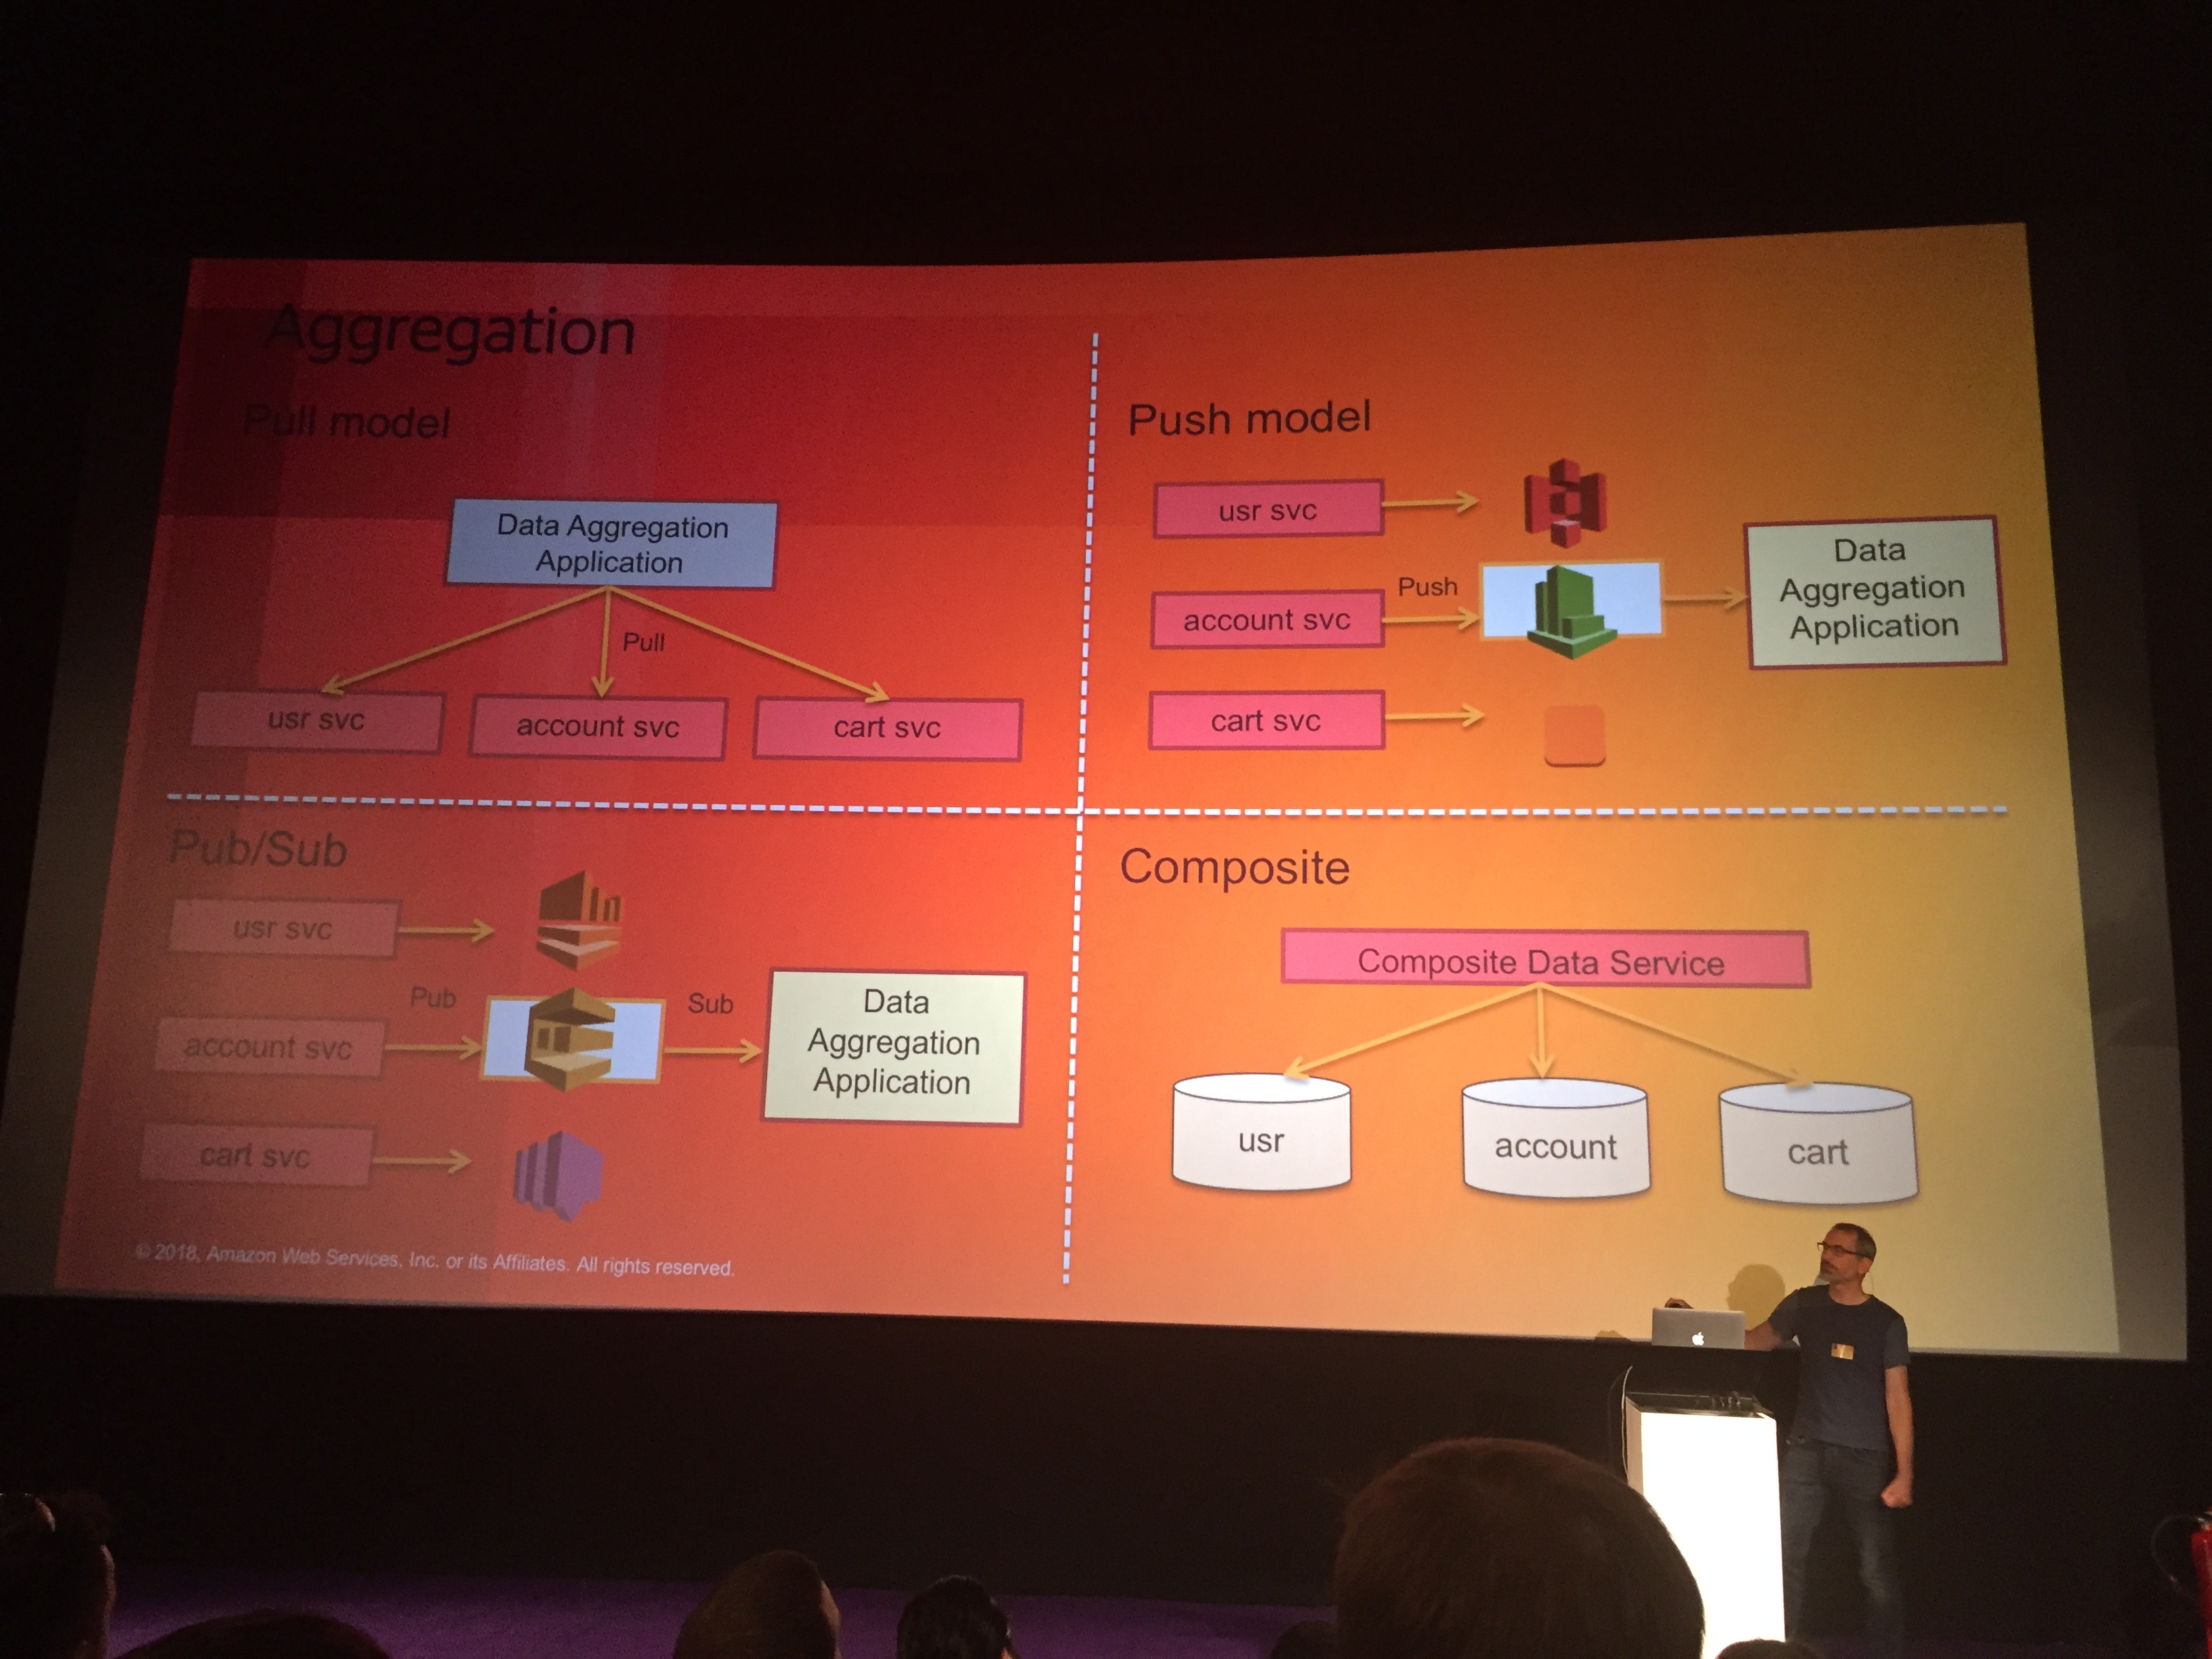 Aggregation
Pull model
Data Aggregation
Application
Pull
usr svc
account svc
cart svc
Push model
usr svc
account svc
cart svc
Push
Data
Aggregation
Application
Pub/Sub
usr svc
account svc
cart svc
Pub
Sub
Data
Aggregation
Application
Composite
Composite Data Service
usr
account
cart
© 2018, Amazon Web Services, Inc. or its Affiliates. All rights reserved.